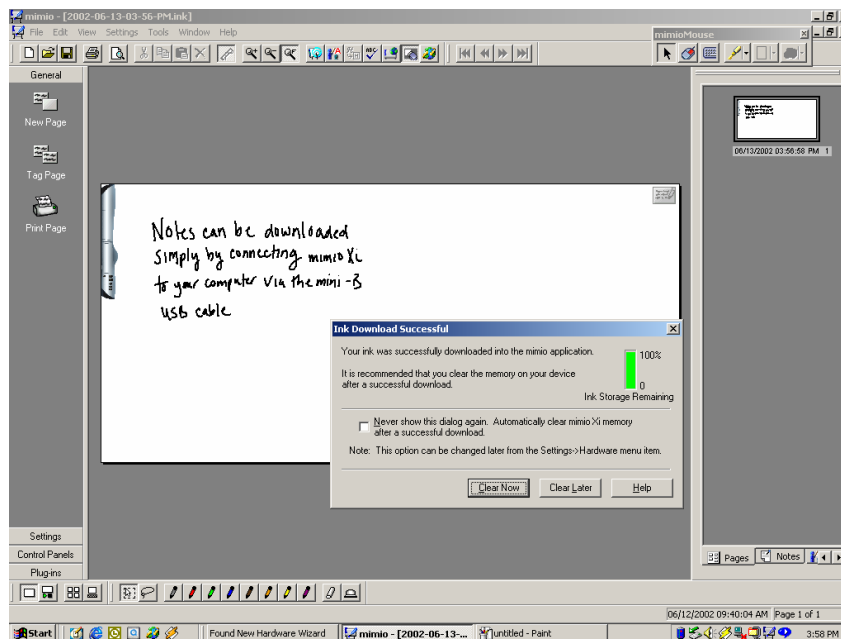 mimio - [2002-06-13-03-56-PM.ink]
File Edit View Settings Tools Window Help
mimioMouse
General
New Page
Tag Page
Print Page
06/13/2002 03:56:58 PM 1
Notes can be downloaded
simply by connecting mimio Xi
to your computer via the mini-B
USB cable
Ink Download Successful
Your ink was successfully downloaded into the mimio application.
It is recommended that you clear the memory on your device
after a successful download.
100%
0
Ink Storage Remaining
Never show this dialog again. Automatically clear mimio Xi memory
after a successful download.
Note: This option can be changed later from the Settings->Hardware menu item.
Clear Now Clear Later Help
Settings
Control Panels
Plug-ins
Pages Notes
06/12/2002 09:40:04 AM Page 1 of 1
Start Found New Hardware Wizard mimio - [2002-06-13-... untitled - Paint 3:58 PM